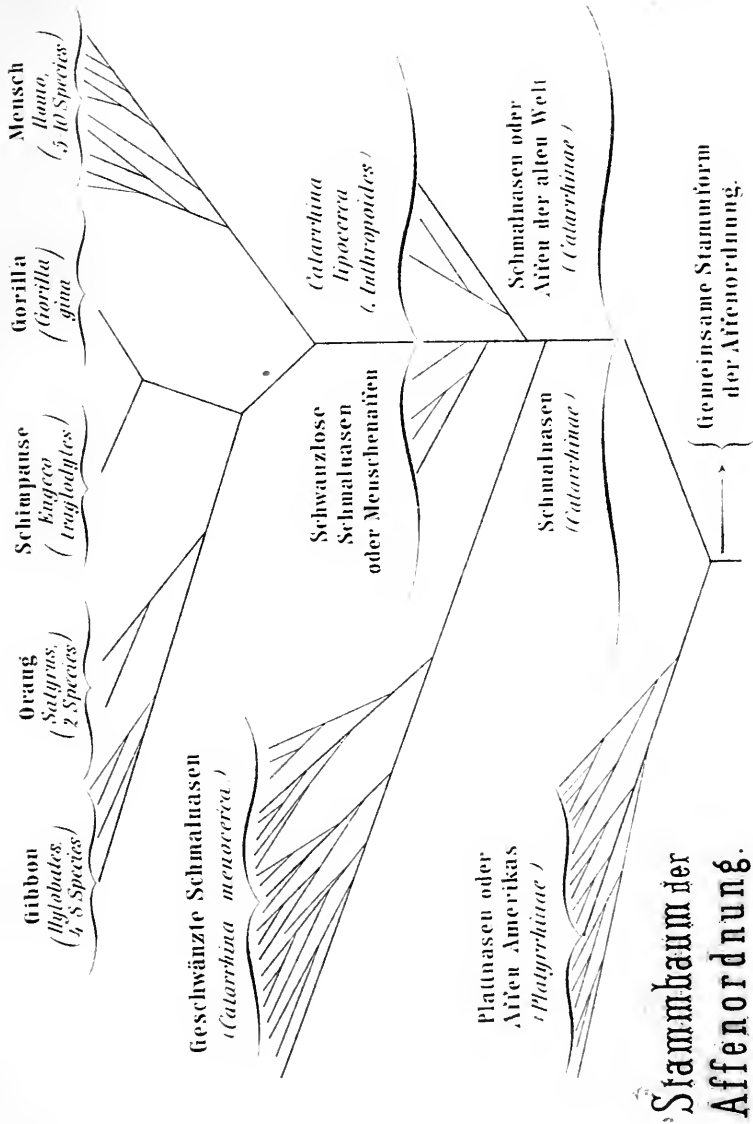 Gibbon
(Hylobates,
4-8 Species)
Orang
Satyrus,
2 Species
Schimpanse
(Engeco
troglodytes)
Gorilla
(Gorilla
gina)
Mensch
(Homo,
5-10 Species)
Geschwänzte Schmalnasen
(Catarrhina menocerca)
Schwanzlose
Schmalnasen
oder Menschenaffen
Catarrhina
lipocerca
(Anthropoides)
Plattnasen oder
Affen Amerikas
(Platyrrhinae)
Schmalnasen
(Catarrhinae)
Schmalnasen oder
Affen der alten Welt
(Catarrhinae)
Gemeinsame Stammform
der Affenordnung.
Stammbaum der
Affenordnung.